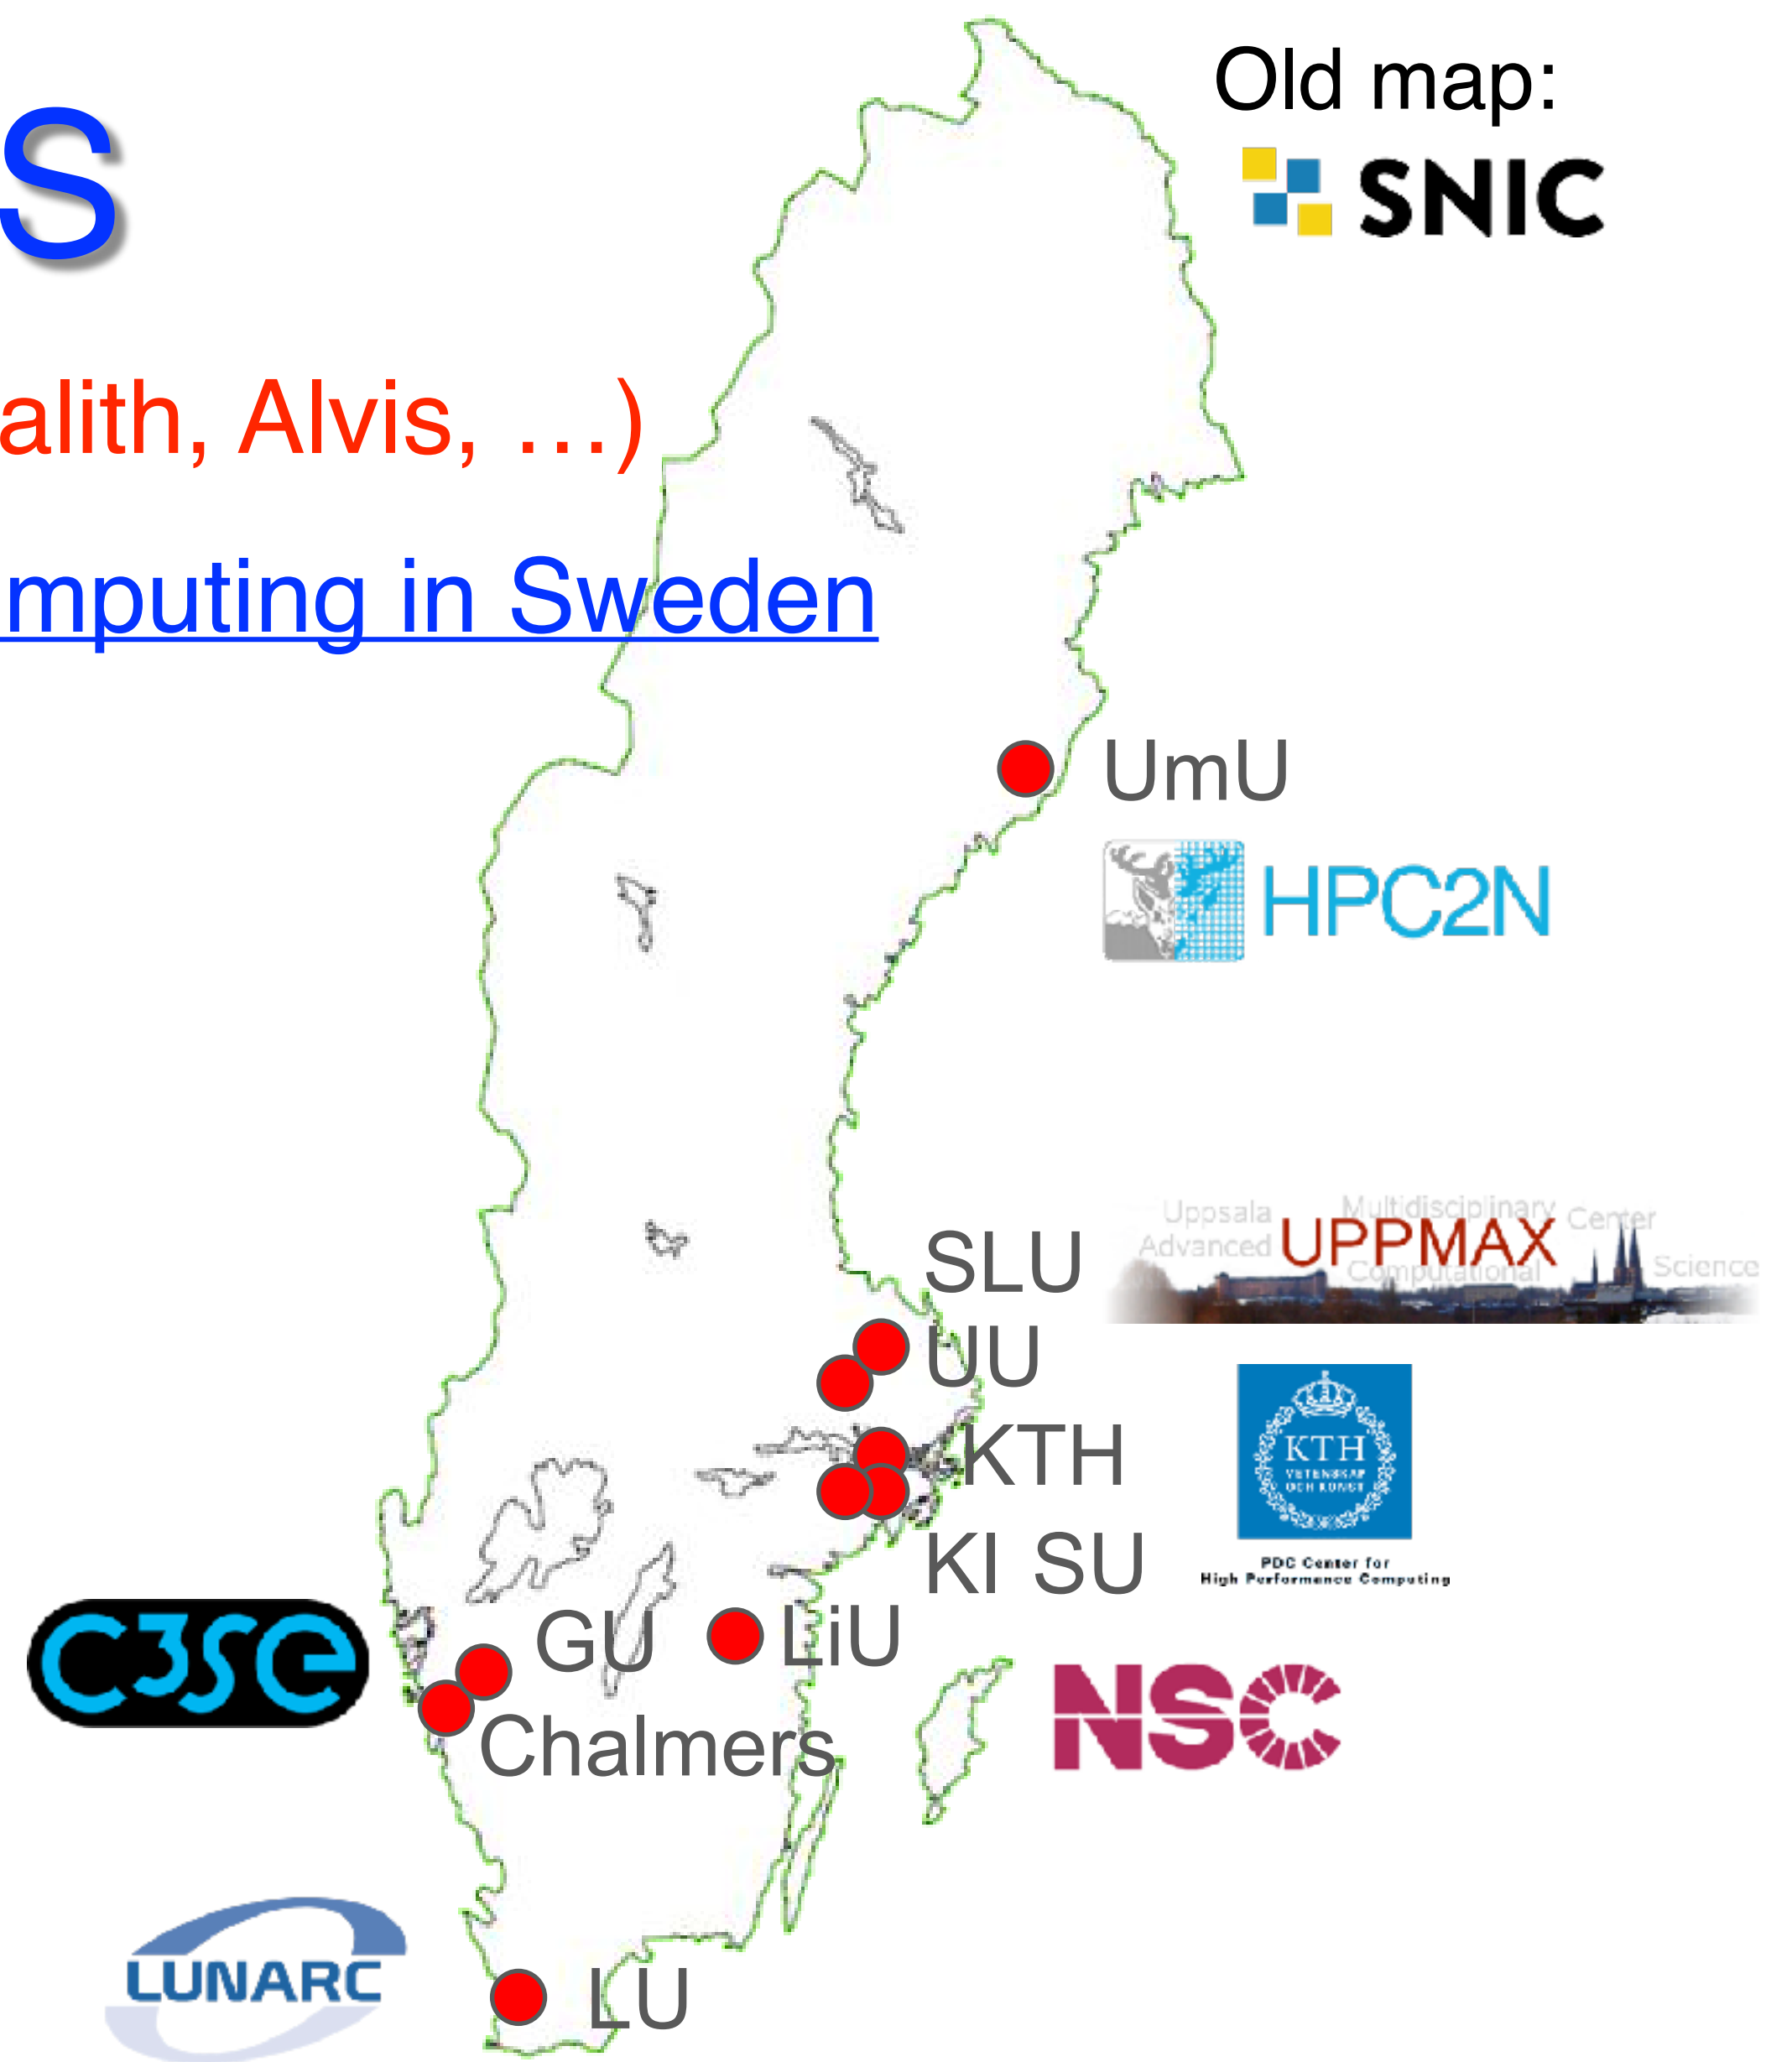 Old map:
SNIC
S
alith, Alvis, ...)
mputing in Sweden
UmU
HPC2N
Uppsala Multidisciplinary Center
Advanced UPPMAX
Computational Science
SLU
UU
KTH
KTH
VETENSKAP
OCH KONST
PDC Center for
High Performance Computing
KI SU
C3SE
GU
LiU
NSC
Chalmers
LUNARC
LU